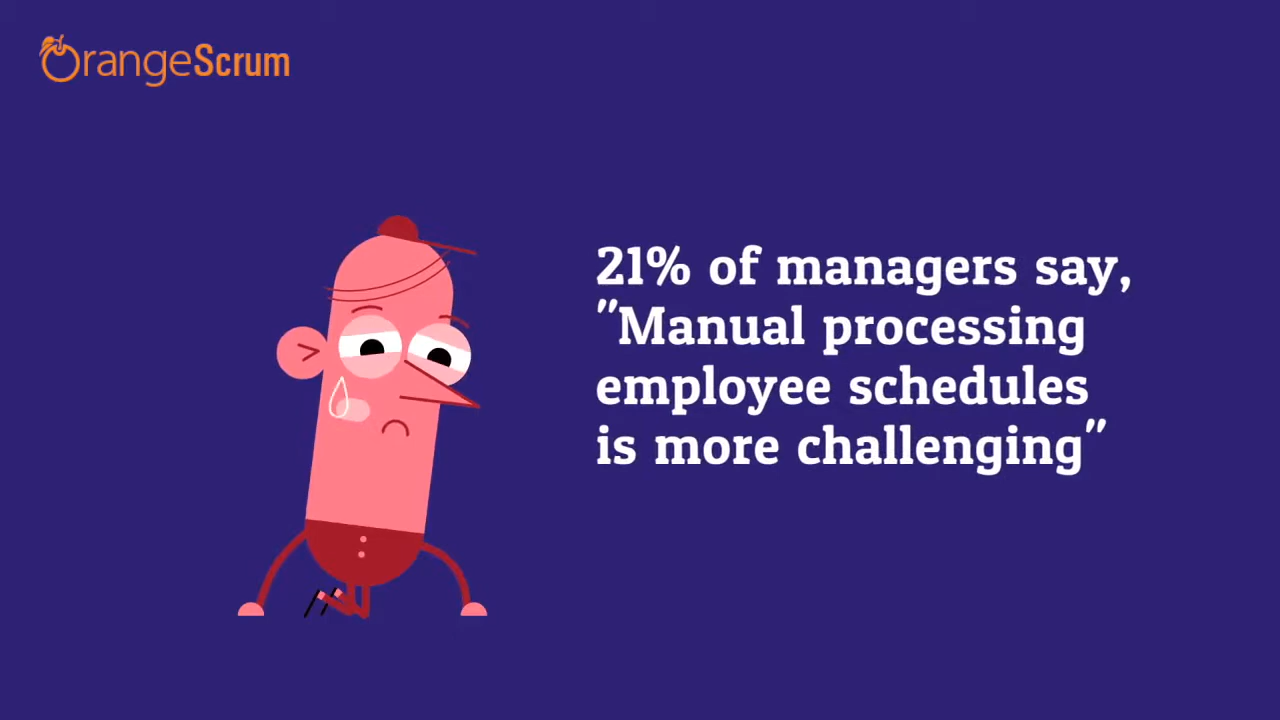 OrangeScrum
21% of managers say,
"Manual processing
employee schedules
is more challenging"